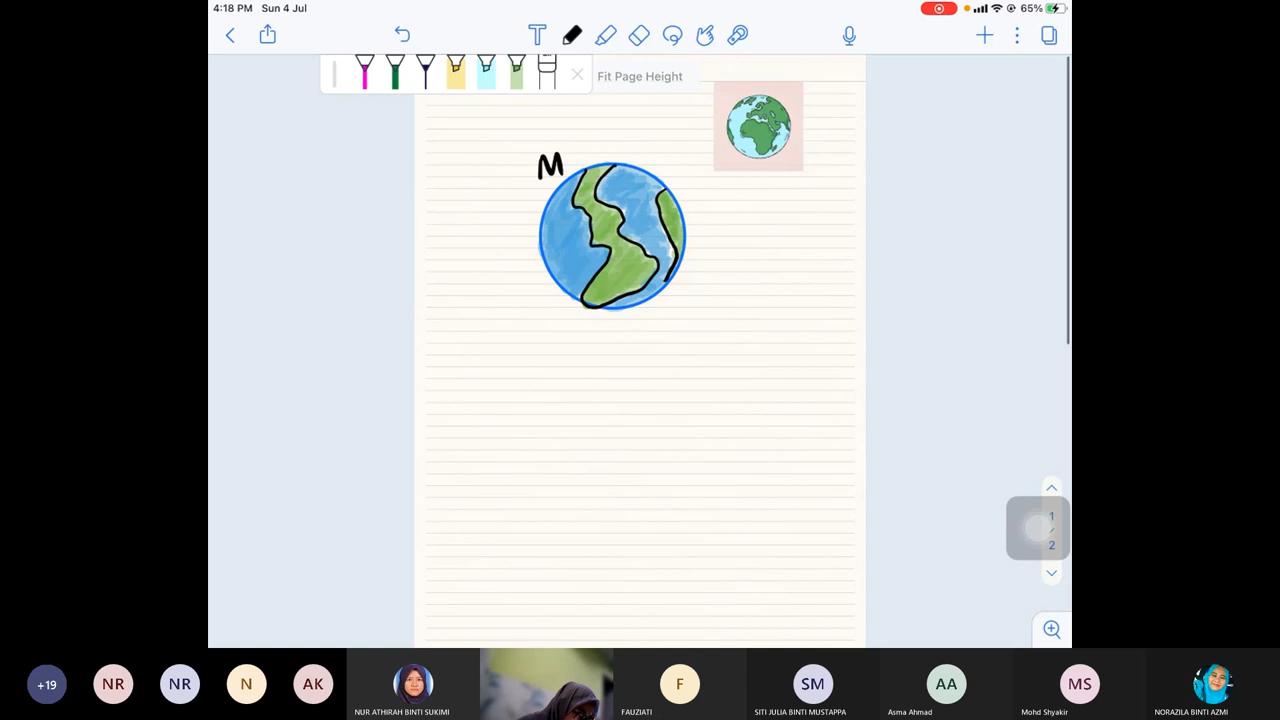 4:18 PM Sun 4 Jul
65%
T
Fit Page Height
M
1
2
+19
NR
NR
N
AK
F
SM
AA
MS
NUR ATHIRAH BINTI SUKIMI
FAUZIATI
SITI JULIA BINTI MUSTAPPA
Asma Ahmad
Mohd Shyakir
NORAZILA BINTI AZMI